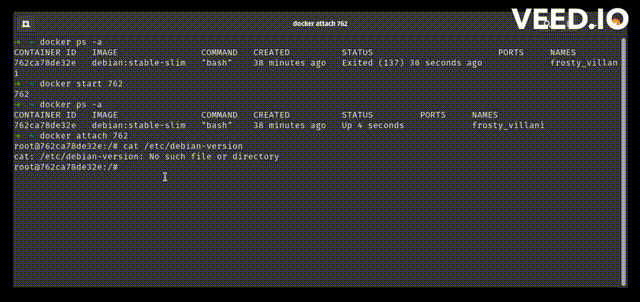 docker attach 762
VEED.IO
→ ~ docker ps -a
CONTAINER ID IMAGE COMMAND CREATED STATUS PORTS NAMES
762ca78de32e debian:stable-slim "bash" 38 minutes ago Exited (137) 30 seconds ago frosty_villan
i
→ ~ docker start 762
762
→ ~ docker ps -a
CONTAINER ID IMAGE COMMAND CREATED STATUS PORTS NAMES
762ca78de32e debian:stable-slim "bash" 38 minutes ago Up 4 seconds frosty_villani
→ ~ docker attach 762
root@762ca78de32e:/# cat /etc/debian-version
cat: /etc/debian-version: No such file or directory
root@762ca78de32e:/#